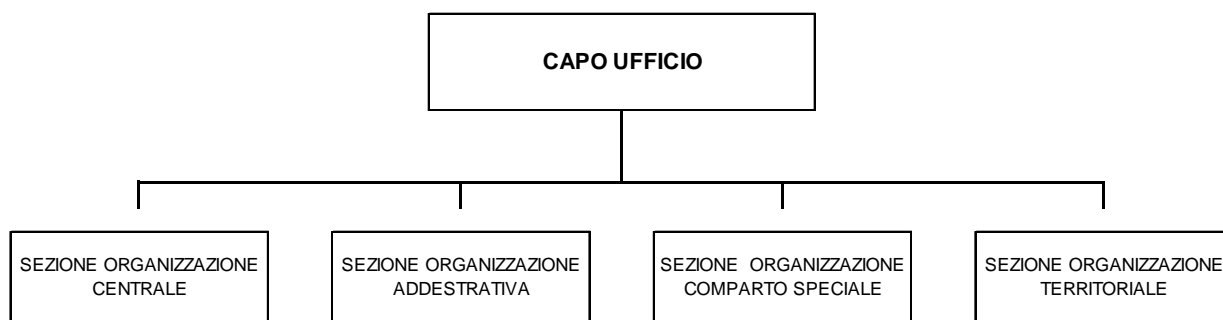 CAPO UFFICIO
SEZIONE ORGANIZZAZIONE
CENTRALE
SEZIONE ORGANIZZAZIONE
ADDESTRATIVA
SEZIONE ORGANIZZAZIONE
COMPARTO SPECIALE
SEZIONE ORGANIZZAZIONE
TERRITORIALE